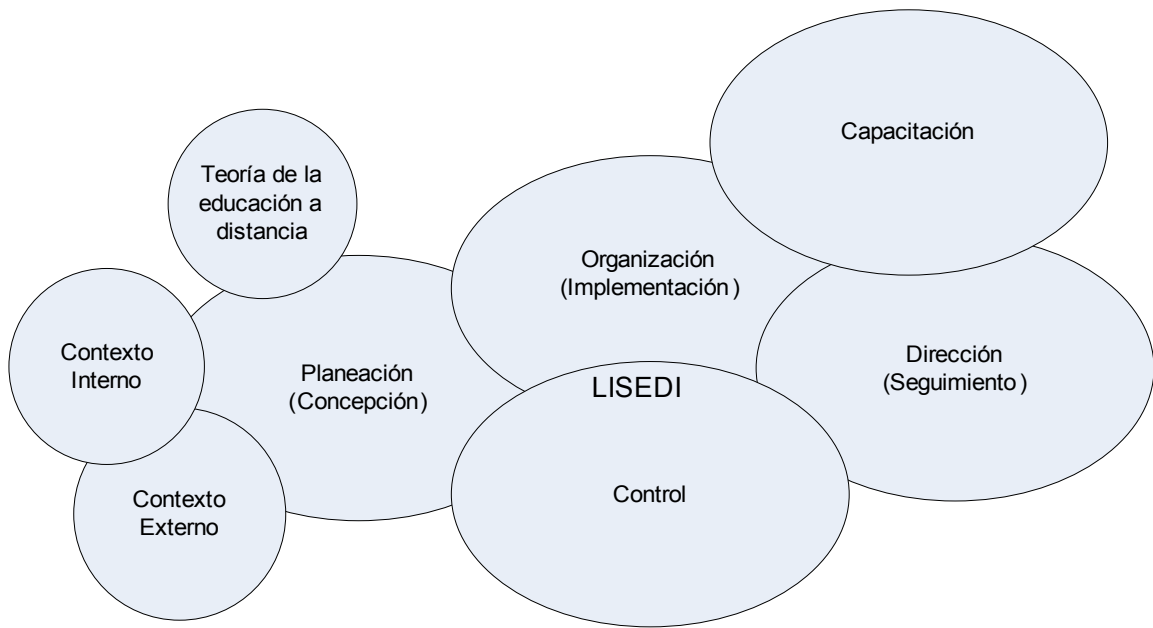 Capacitación
Teoría de la
educación a
distancia
Organización
(Implementación)
Contexto
Interno
Planeación
(Concepción)
Dirección
(Seguimiento)
LISEDI
Contexto
Externo
Control